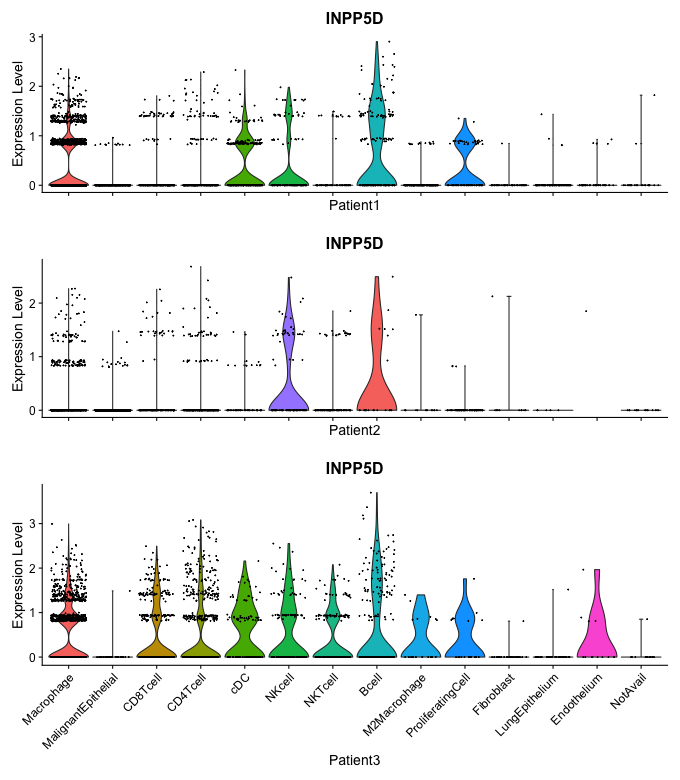 INPP5D
Expression Level
3
2
1
0
Patient1
INPP5D
Expression Level
2
1
0
Patient2
INPP5D
Expression Level
3
2
1
0
Macrophage
MalignantEpithelial
CD8Tcell
CD4Tcell
cDC
NKcell
NKTcell
Bcell
M2Macrophage
ProliferatingCell
Fibroblast
LungEpithelium
Endothelium
NotAvail
Patient3